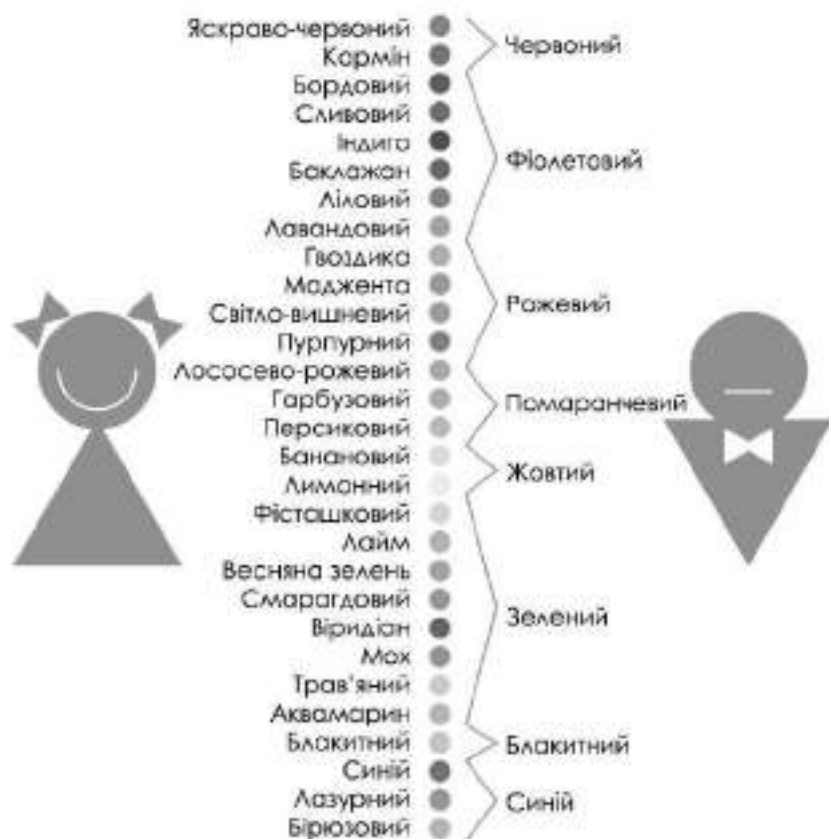 Яскраво-червоний
Кармін
Бордовий
Сливовий
Індиго
Баклажан
Ліловий
Лавандовий
Гвоздика
Маджента
Світло-вишневий
Пурпурний
Лососево-рожевий
Гарбузовий
Персиковий
Банановий
Лимонний
Фісташковий
Лайм
Весняна зелень
Смарагдовий
Віридіан
Мох
Трав'яний
Аквамарин
Блакитний
Синій
Лазурний
Бірюзовий
Червоний
Фіолетовий
Рожевий
Помаранчевий
Жовтий
Зелений
Блакитний
Синій